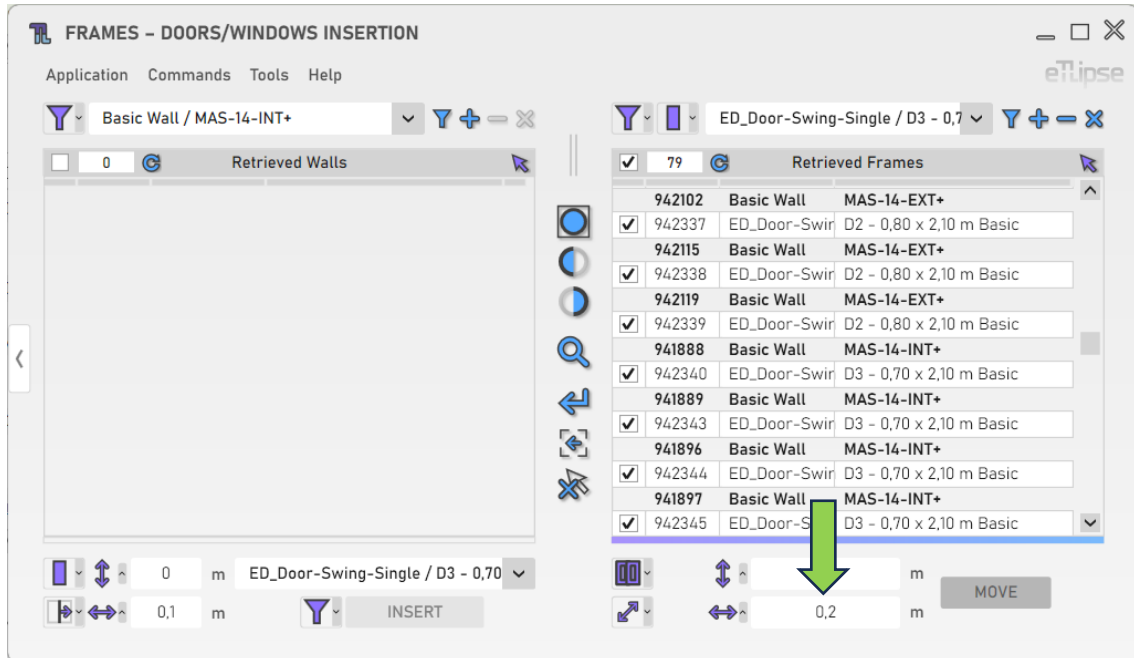 FRAMES – DOORS/WINDOWS INSERTION
Application Commands Tools Help
eTLipse
Basic Wall / MAS-14-INT+
ED_Door-Swing-Single / D3 - 0,7
0 Retrieved Walls
79 Retrieved Frames
942102 Basic Wall MAS-14-EXT+
942337 ED_Door-Swin D2 - 0,80 x 2,10 m Basic
942115 Basic Wall MAS-14-EXT+
942338 ED_Door-Swin D2 - 0,80 x 2,10 m Basic
942119 Basic Wall MAS-14-EXT+
942339 ED_Door-Swin D2 - 0,80 x 2,10 m Basic
941888 Basic Wall MAS-14-INT+
942340 ED_Door-Swin D3 - 0,70 x 2,10 m Basic
941889 Basic Wall MAS-14-INT+
942343 ED_Door-Swin D3 - 0,70 x 2,10 m Basic
941896 Basic Wall MAS-14-INT+
942344 ED_Door-Swin D3 - 0,70 x 2,10 m Basic
941897 Basic Wall MAS-14-INT+
942345 ED_Door-S D3 - 0,70 x 2,10 m Basic
0 m ED_Door-Swing-Single / D3 - 0,70
m
MOVE
0,1 m INSERT
0,2 m